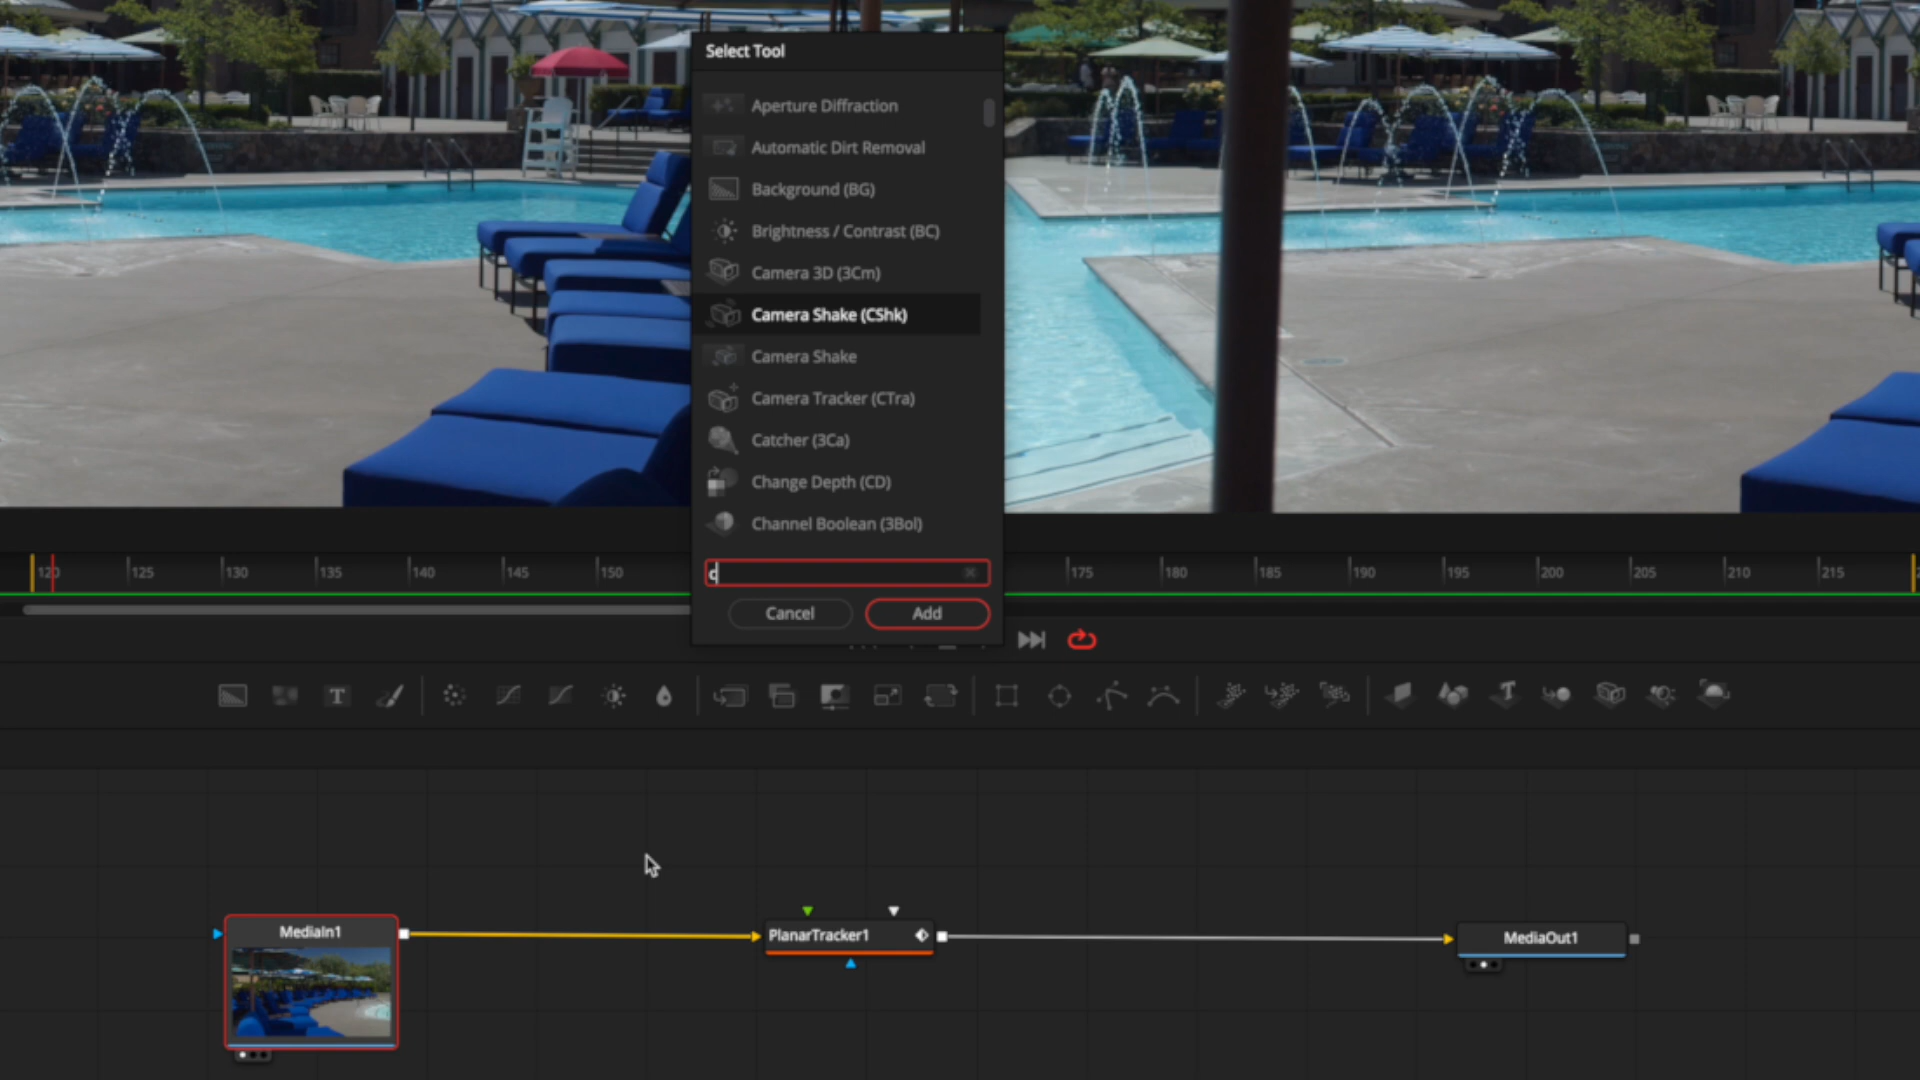 Select Tool
Aperture Diffraction
Automatic Dirt Removal
Background (BG)
Brightness / Contrast (BC)
Camera 3D (3Cm)
Camera Shake (CShk)
Camera Shake
Camera Tracker (CTra)
Catcher (3Ca)
Change Depth (CD)
Channel Boolean (3Bol)
120 125 130 135 140 145 150 175 180 185 190 195 200 205 210 215
c
Cancel Add
T
MediaIn1
PlanarTracker1
MediaOut1